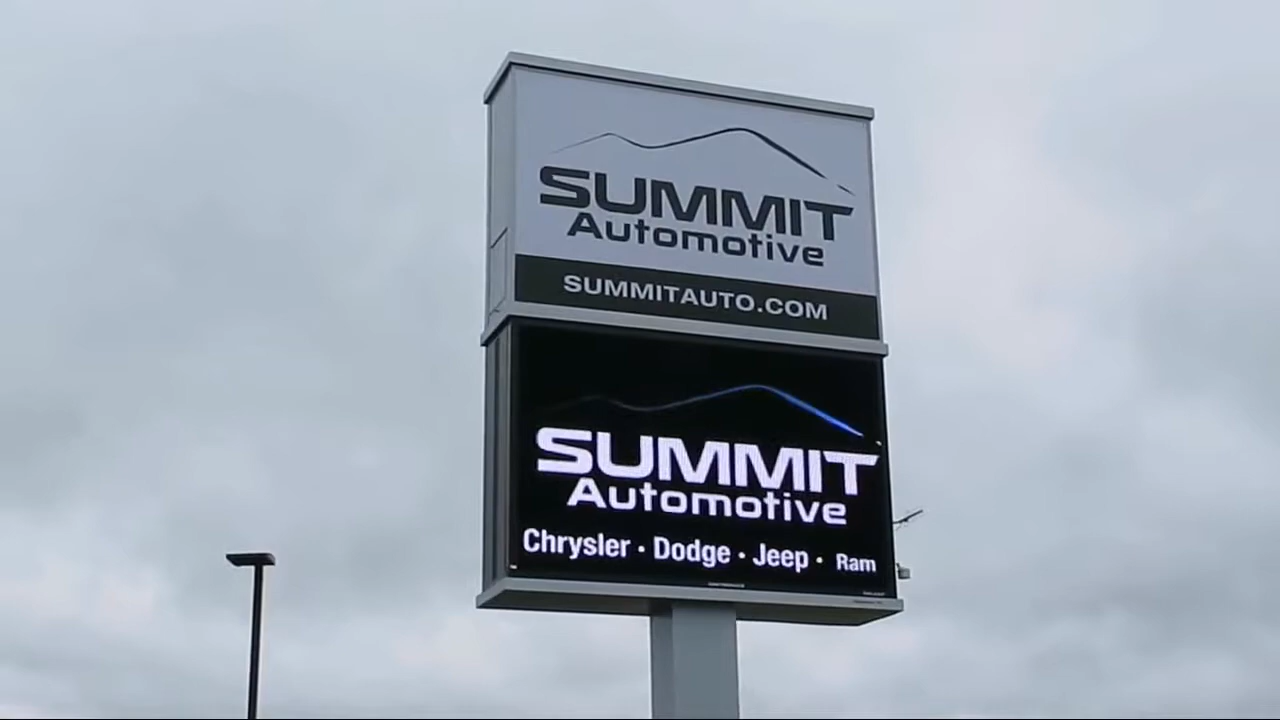 SUMMIT
Automotive
SUMMITAUTO.COM
SUMMIT
Automotive
Chrysler · Dodge · Jeep · Ram